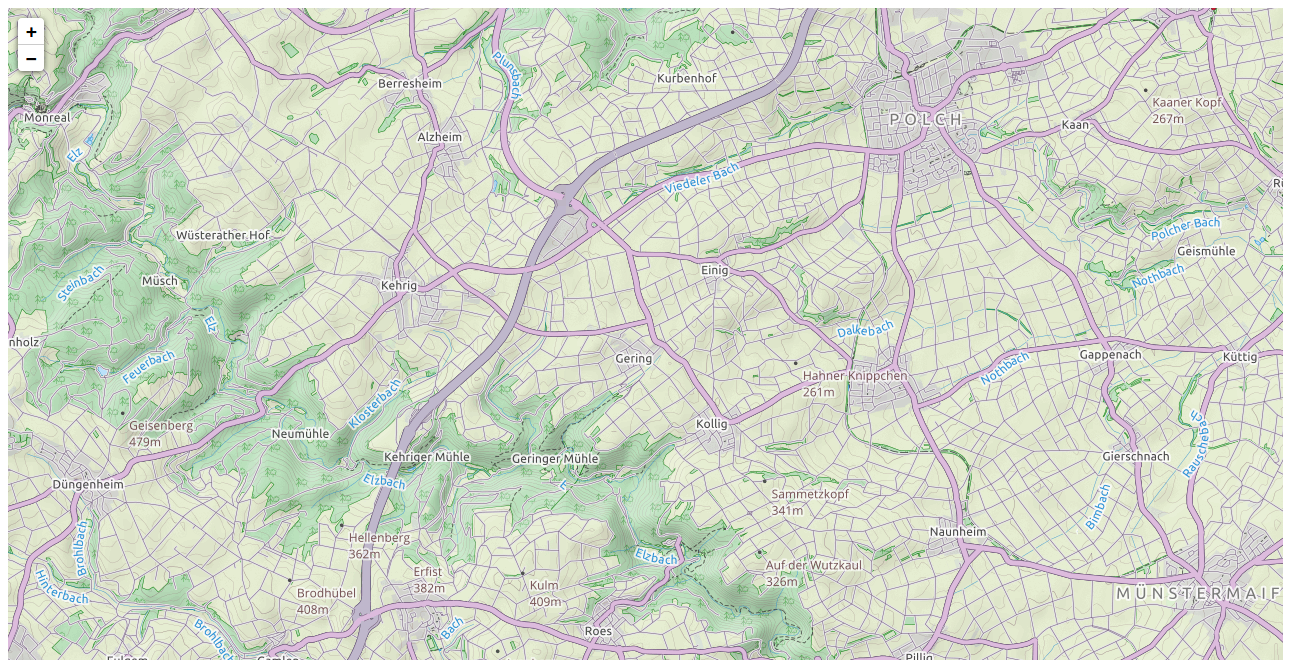 +
−
Plunsbach
Berresheim
Kurbenhof
Monreal
Alzheim
POLCH
Kaan
Kaaner Kopf
267m
Elz
Viedeler Bach
Wüsterather Hof
Polcher Bach
Geismühle
Steinbach
Müsch
Kehrig
Einig
Nothbach
Elz
Dalkebach
nholz
Feuerbach
Gering
Nothbach
Gappenach
Küttig
Hahner Knippchen
261m
Klosterbach
Geisenberg
479m
Neumühle
Kollig
Rauschebach
Kehriger Mühle
Geringer Mühle
Gierschnach
Düngenheim
Elzbach
E
Sammetzkopf
341m
Bimbach
Brohlbach
Hellenberg
362m
Naunheim
Elzbach
Auf der Wutzkaul
326m
Hinterbach
Brodhübel
408m
Erfist
382m
Kulm
409m
MÜNSTERMAIF
Brohlbach
Bach
Roes
Pillig